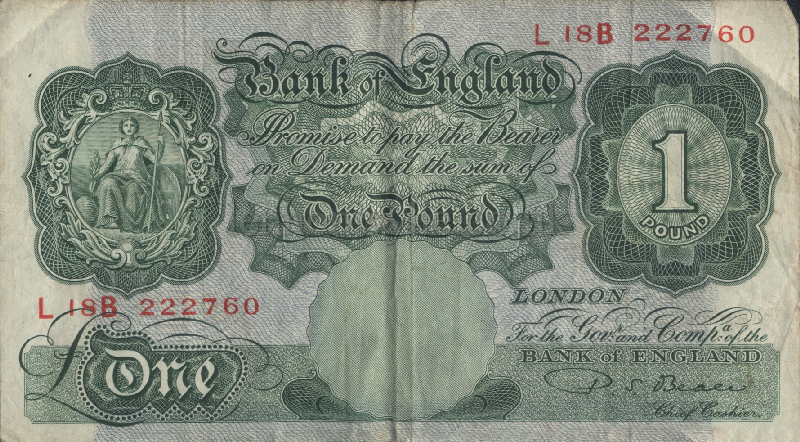 L 18B 222760
Bank of England
Promise to pay the Bearer
on Demand the sum of
One Pound
1
POUND
L 18B 222760
LONDON
For the Govr. and Compa. of the
BANK of ENGLAND
£ One
P. S. Beale
Chief Cashier.